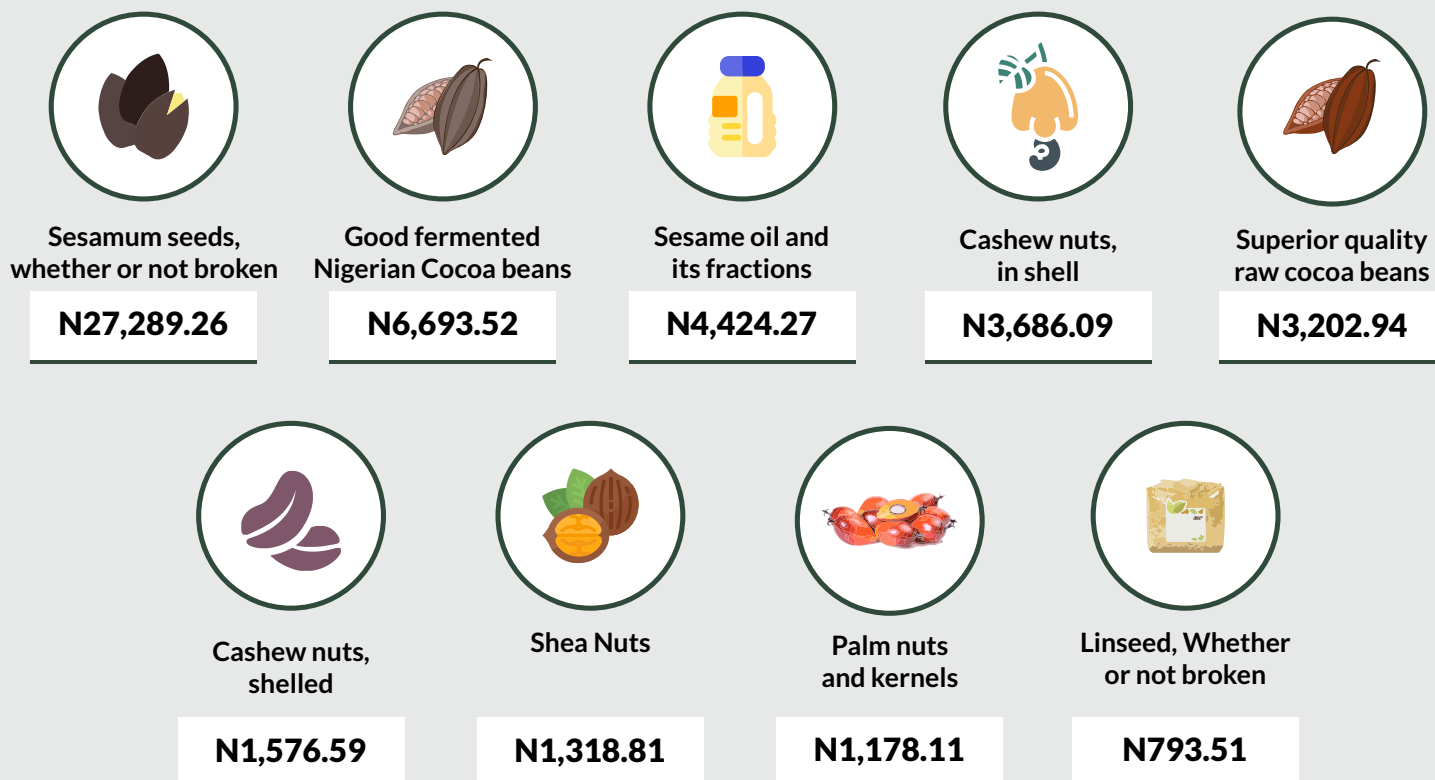 Sesamum seeds,
whether or not broken
N27,289.26
Good fermented
Nigerian Cocoa beans
N6,693.52
Sesame oil and
its fractions
N4,424.27
Cashew nuts,
in shell
N3,686.09
Superior quality
raw cocoa beans
N3,202.94
Cashew nuts,
shelled
N1,576.59
Shea Nuts
N1,318.81
Palm nuts
and kernels
N1,178.11
Linseed, Whether
or not broken
N793.51